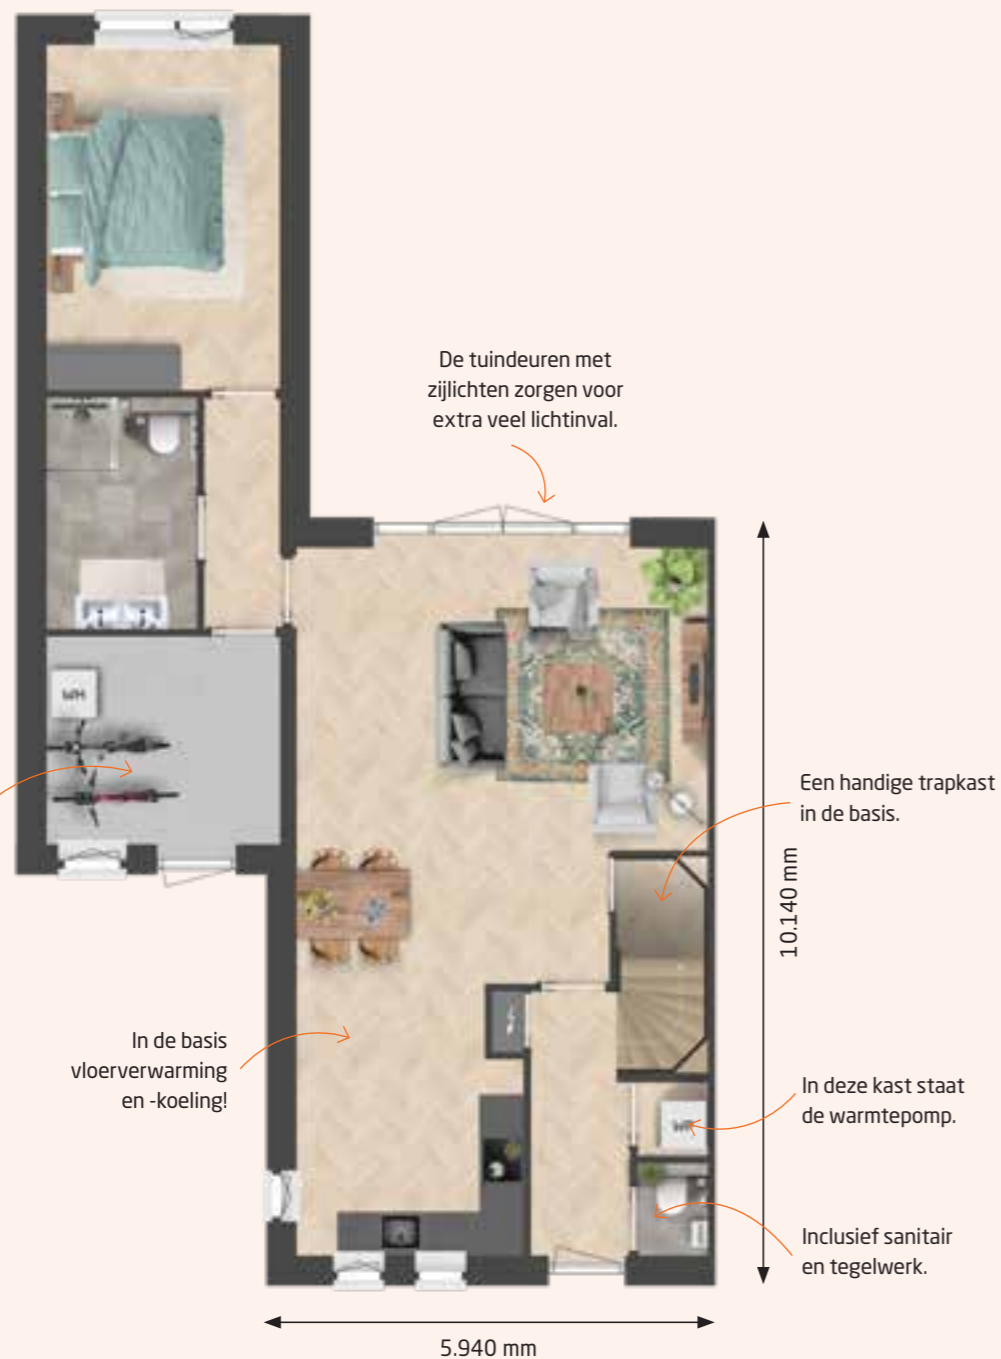 De tuindeuren met
zijlichten zorgen voor
extra veel lichtinval.
WM
Een handige trapkast
in de basis.
10.140 mm
In de basis
vloerverwarming
en -koeling!
In deze kast staat
de warmtepomp.
Inclusief sanitair
en tegelwerk.
5.940 mm